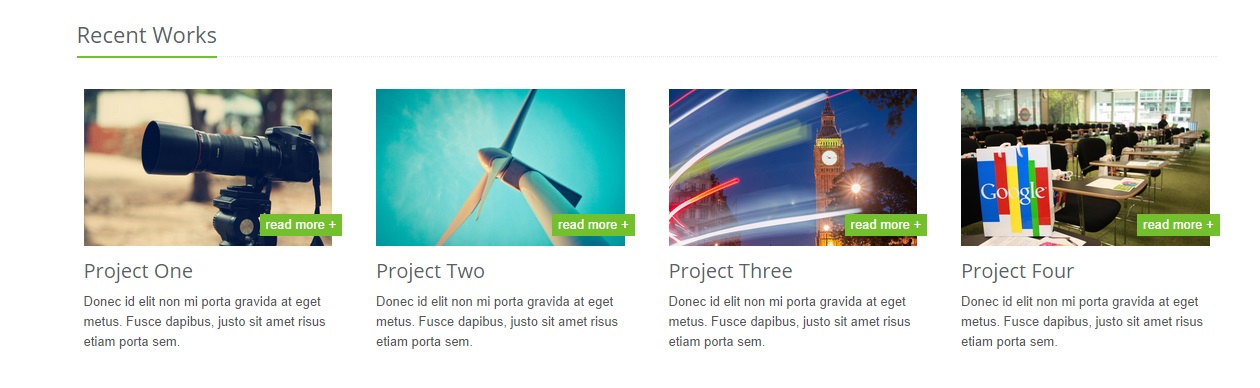 Recent Works
read more +
read more +
read more +
Google
read more +
Project One
Donec id elit non mi porta gravida at eget
metus. Fusce dapibus, justo sit amet risus
etiam porta sem.
Project Two
Donec id elit non mi porta gravida at eget
metus. Fusce dapibus, justo sit amet risus
etiam porta sem.
Project Three
Donec id elit non mi porta gravida at eget
metus. Fusce dapibus, justo sit amet risus
etiam porta sem.
Project Four
Donec id elit non mi porta gravida at eget
metus. Fusce dapibus, justo sit amet risus
etiam porta sem.